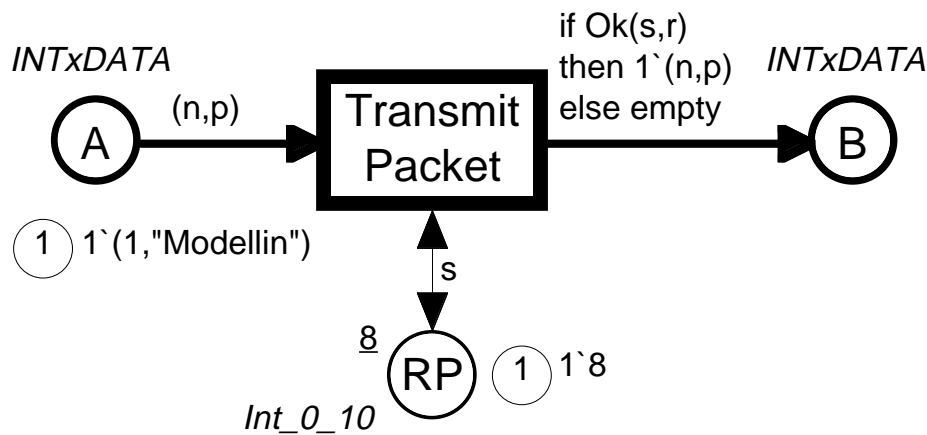 if Ok(s,r)
then 1`(n,p)
else empty
INTxDATA
INTxDATA
(n,p)
A
Transmit
Packet
B
1
1`(1,"Modellin")
s
8
RP
1
1`8
Int_0_10